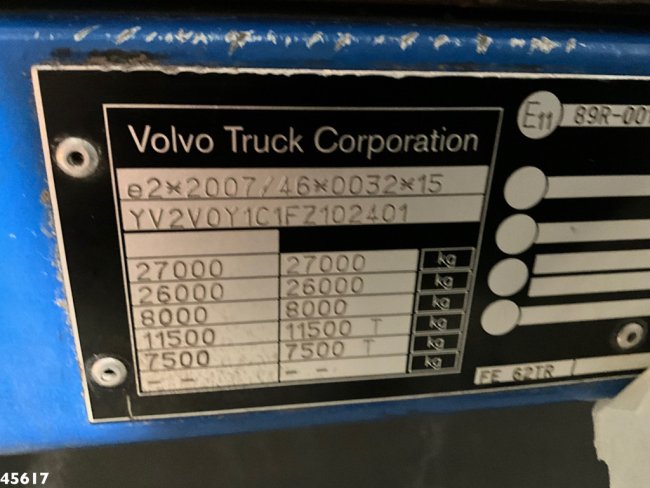 Volvo Truck Corporation
e2*2007/46*0032*15
YV2V0Y1C1FZ102401
27000 27000 kg
26000 26000 kg
8000 8000 kg
11500 11500 T kg
7500 7500 T kg
- - - -
E11 89R-001
FE 62TR
45617